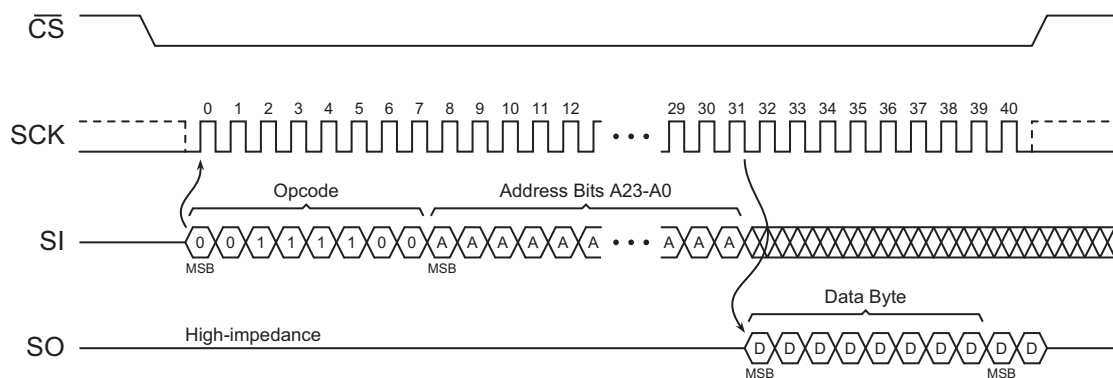 CS
0 1 2 3 4 5 6 7 8 9 10 11 12 29 30 31 32 33 34 35 36 37 38 39 40
SCK • • •
Opcode Address Bits A23-A0
SI 0 0 1 1 1 1 0 0 A A A A A A • • • A A A
MSB MSB
Data Byte
High-impedance
SO D D D D D D D D D D
MSB MSB